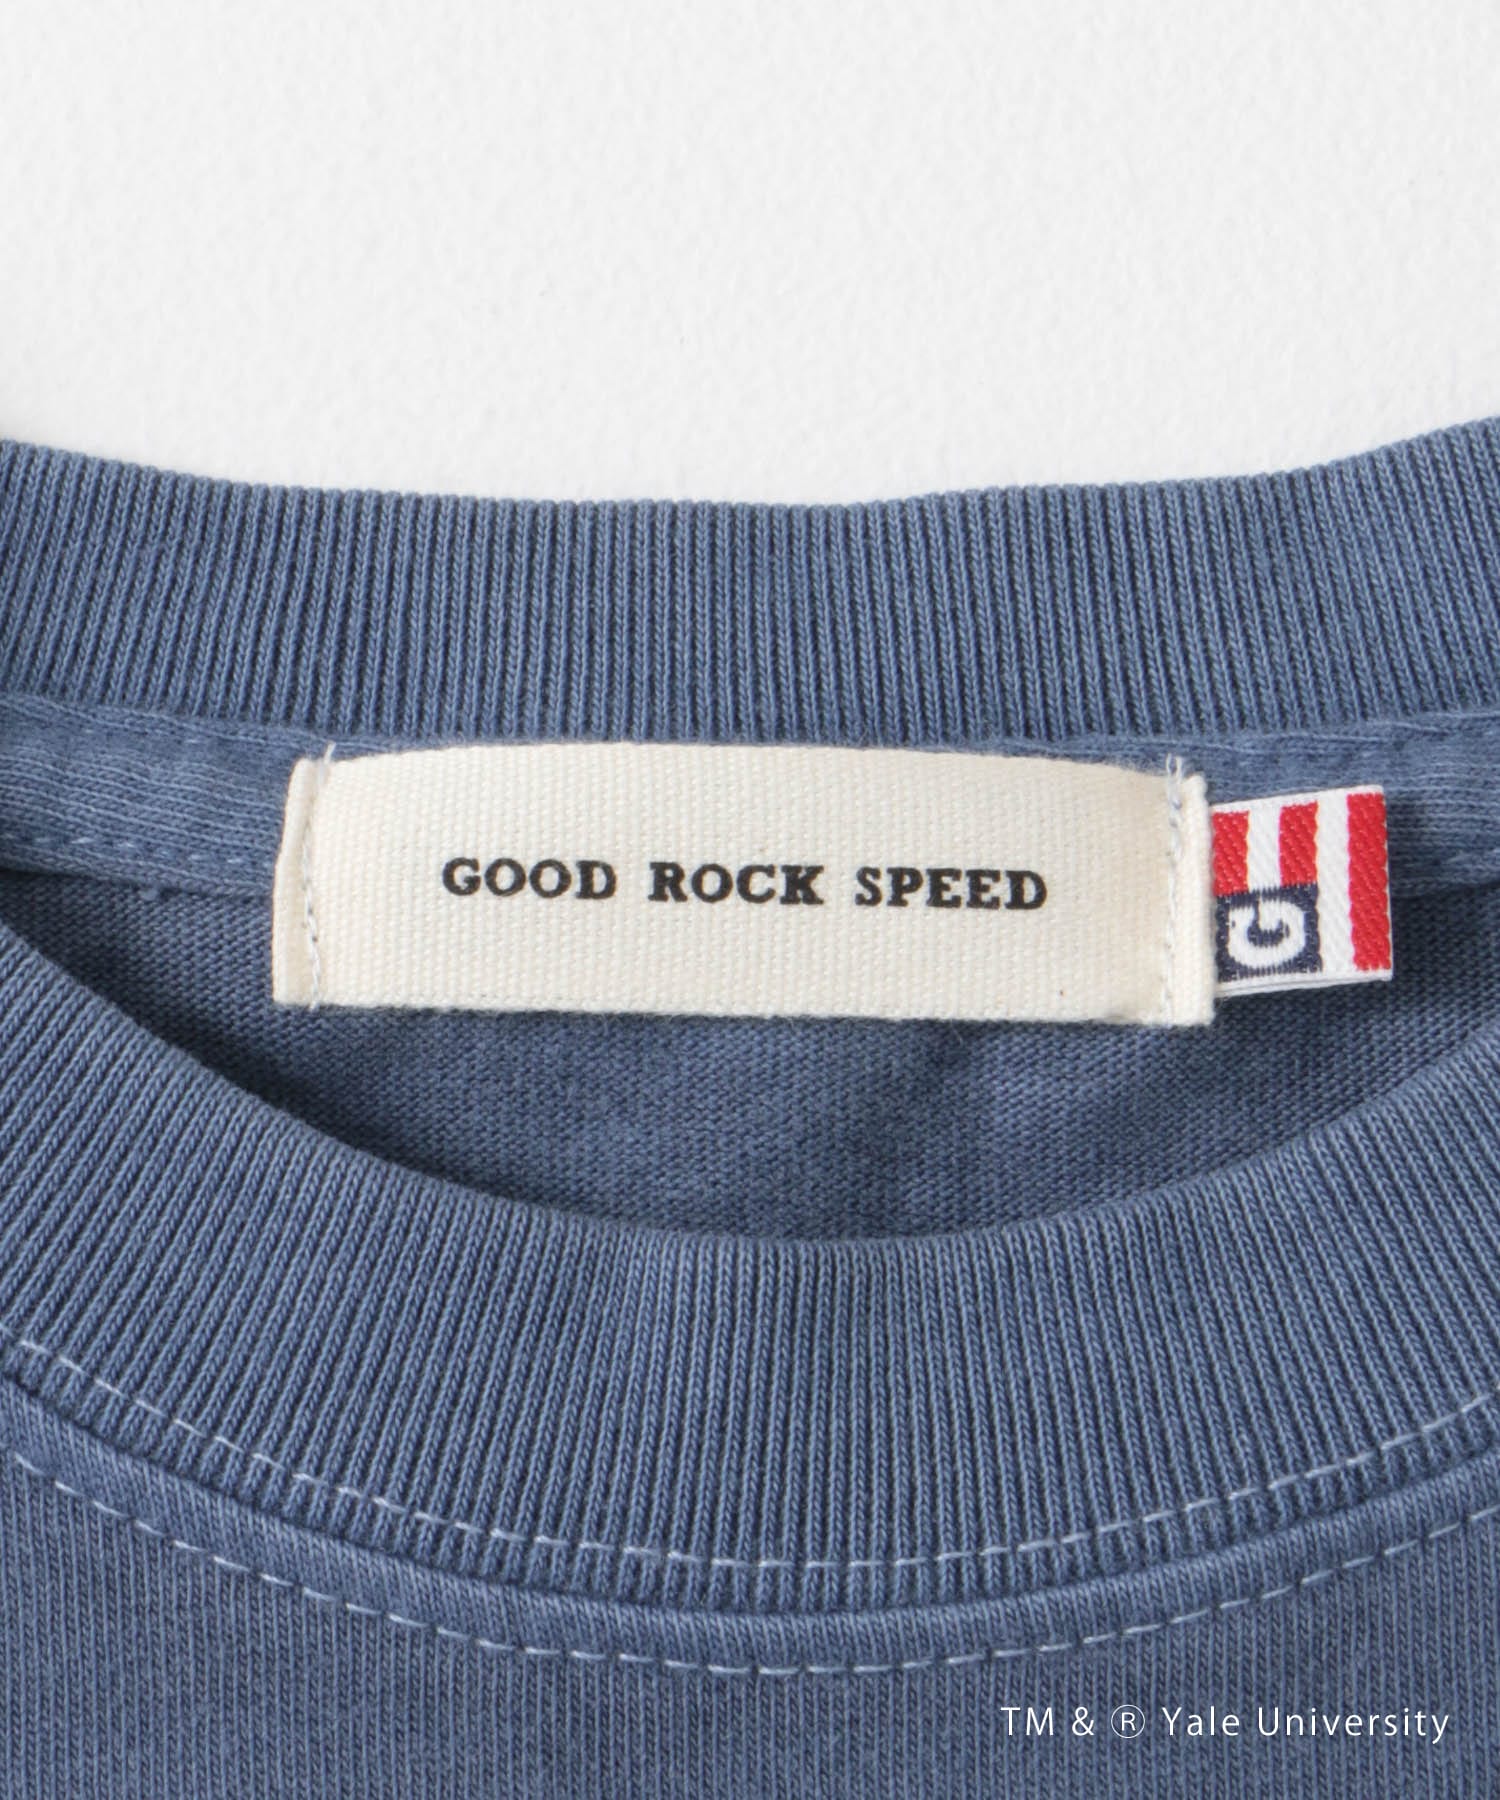 GOOD ROCK SPEED
G
TM & ® Yale University